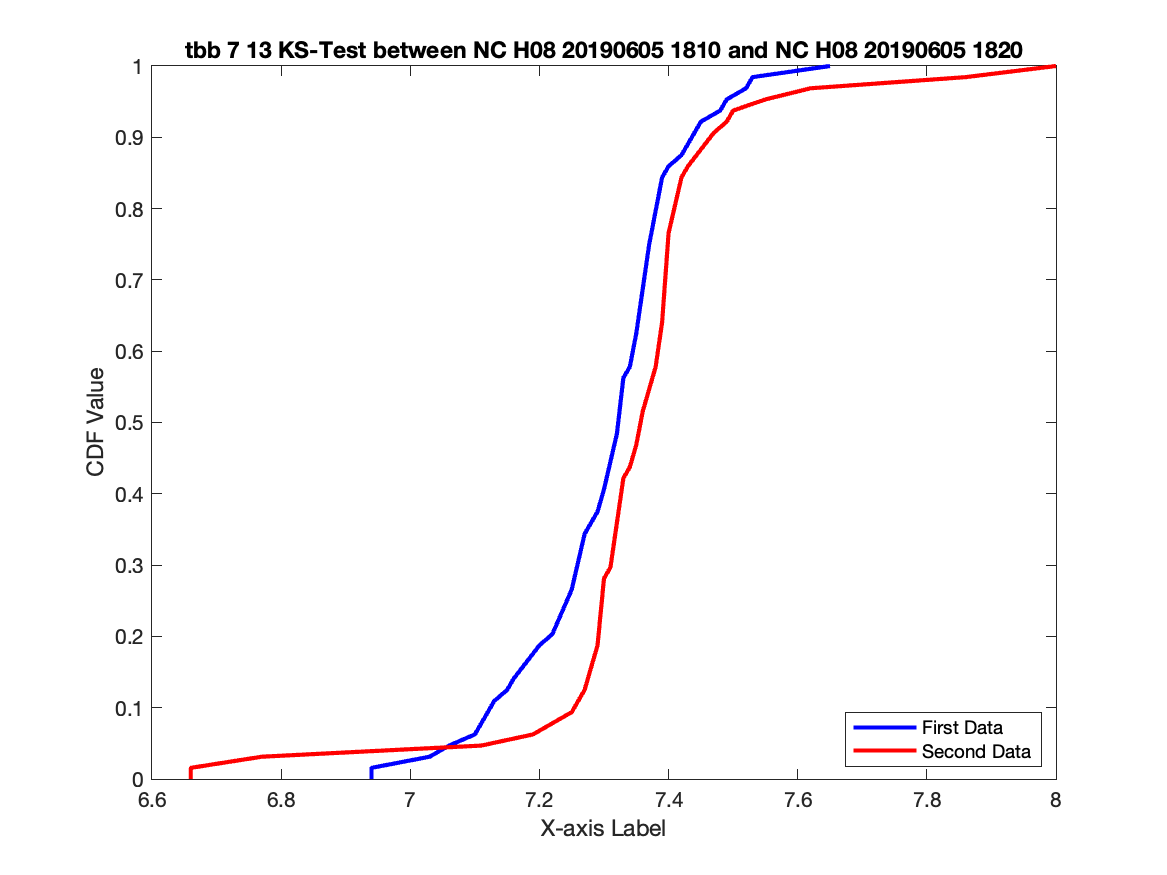 tbb 7 13 KS-Test between NC H08 20190605 1810 and NC H08 20190605 1820
1
0.9
0.8
0.7
0.6
0.5
0.4
0.3
0.2
0.1
0
CDF Value
6.6 6.8 7 7.2 7.4 7.6 7.8 8
X-axis Label
First Data
Second Data